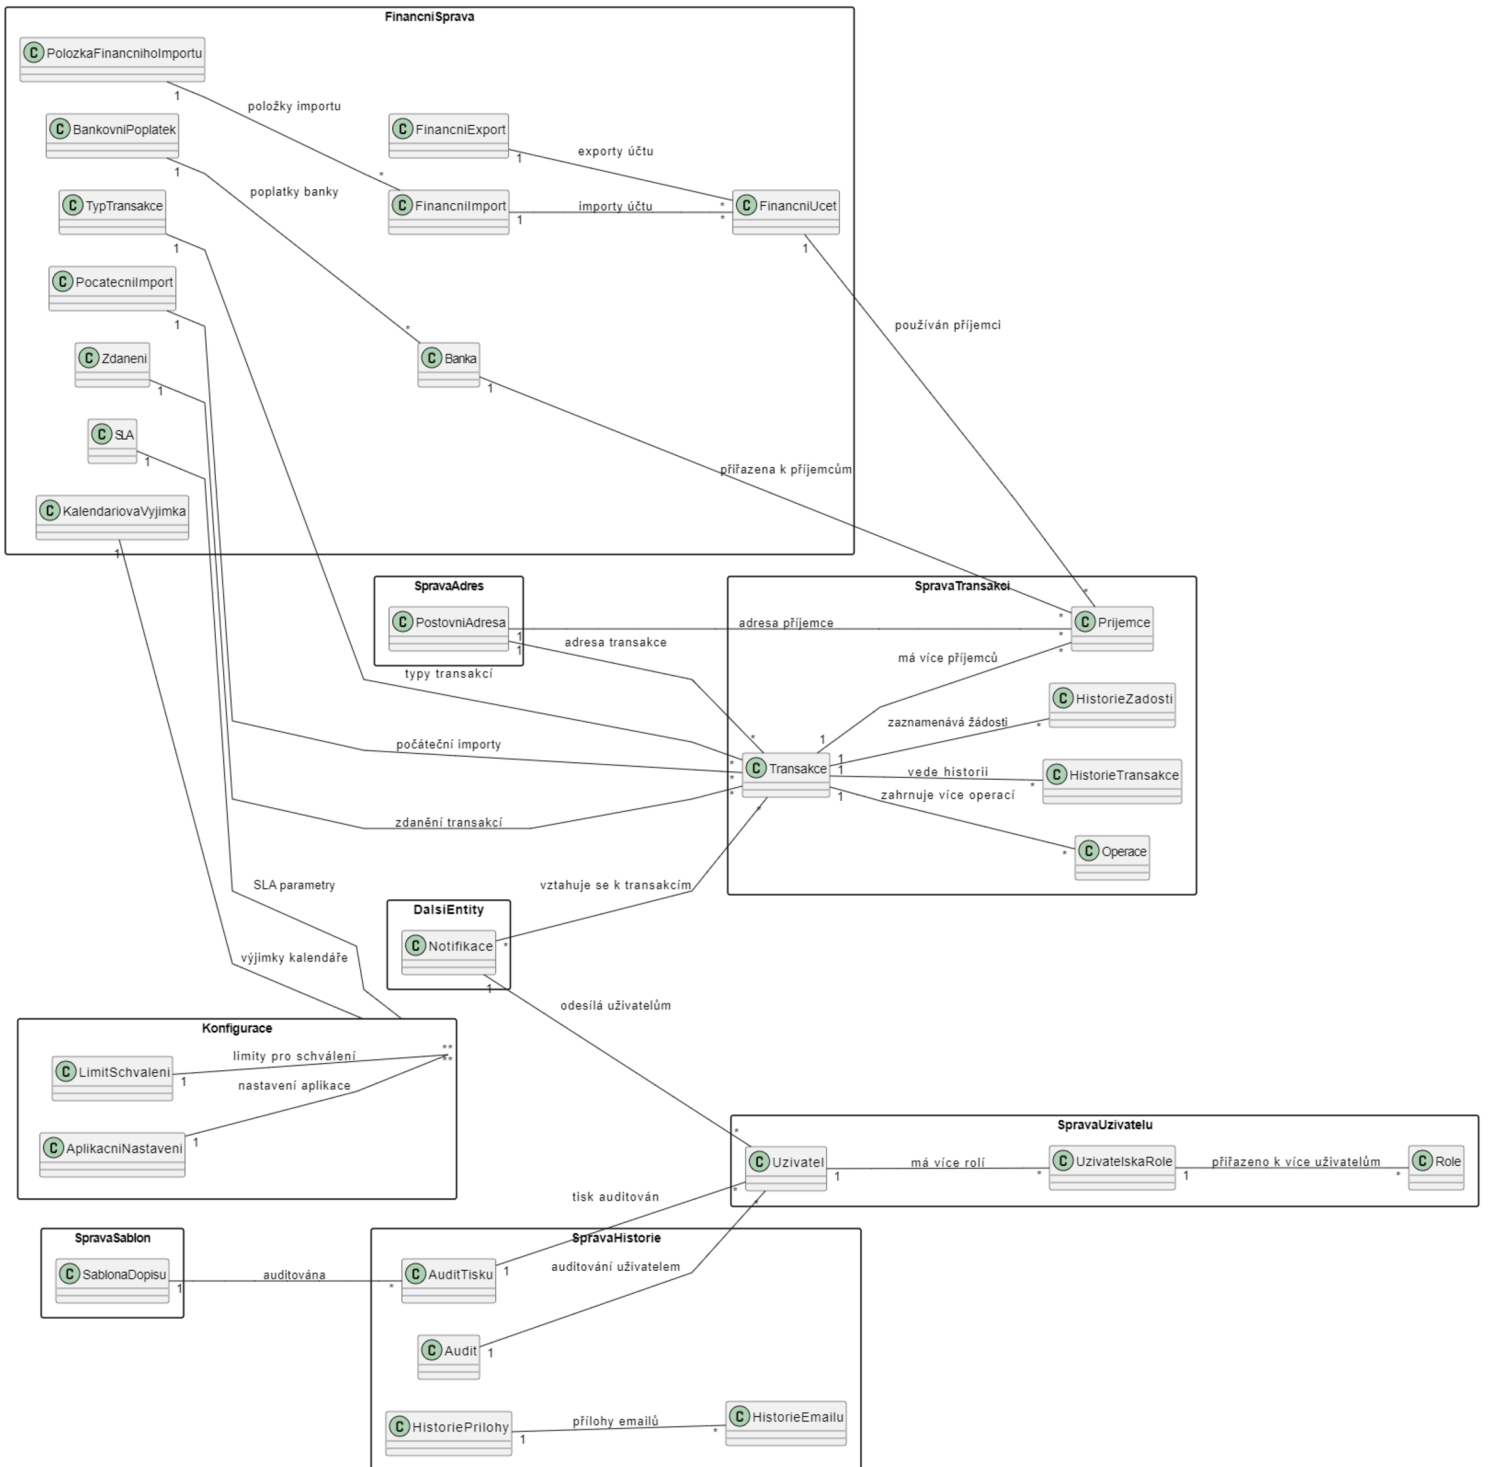 FinancniSprava
C PolozkaFinancnihoImportu
1
položky importu
C BankovniPoplatek
C FinancniExport
1
exporty účtu
1
*
poplatky banky
C TypTransakce
C FinancniImport
1
importy účtu
*
*
C FinancniUcet
1
1
C PocatecniImport
1
používán příjemci
*
C Zdaneni
C Banka
1
1
C SLA
1
přiřazena k příjemcům
C KalendariovaVyjimka
1
SpravaAdres
SpravaTransakci
*
C PostovniAdresa
1
adresa příjemce
*
*
C Prijemce
1
adresa transakce
*
má více příjemců
typy transakcí
C HistorieZadosti
zaznamenává žádosti
*
*
1
počáteční importy
*
C Transakce
1
1
vede historii
*
C HistorieTransakce
*
*
1
zahrnuje více operací
zdanění transakcí
*
C Operace
*
SLA parametry
vztahuje se k transakcím
DalsiEntity
C Notifikace
*
výjimky kalendáře
1
odesílá uživatelům
Konfigurace
**
limity pro schválení
**
C LimitSchvaleni
1
nastavení aplikace
C AplikacniNastaveni
1
SpravaUzivatelu
*
C Uzivatel
1
má více rolí
*
C UzivatelskaRole
1
přiřazeno k více uživatelům
*
C Role
*
tisk auditován
*
SpravaSablon
SpravaHistorie
C SablonaDopisu
1
auditována
*
C AuditTisku
1
auditování uživatelem
C Audit
1
C HistoriePrilohy
1
přílohy emailů
*
C HistorieEmailu